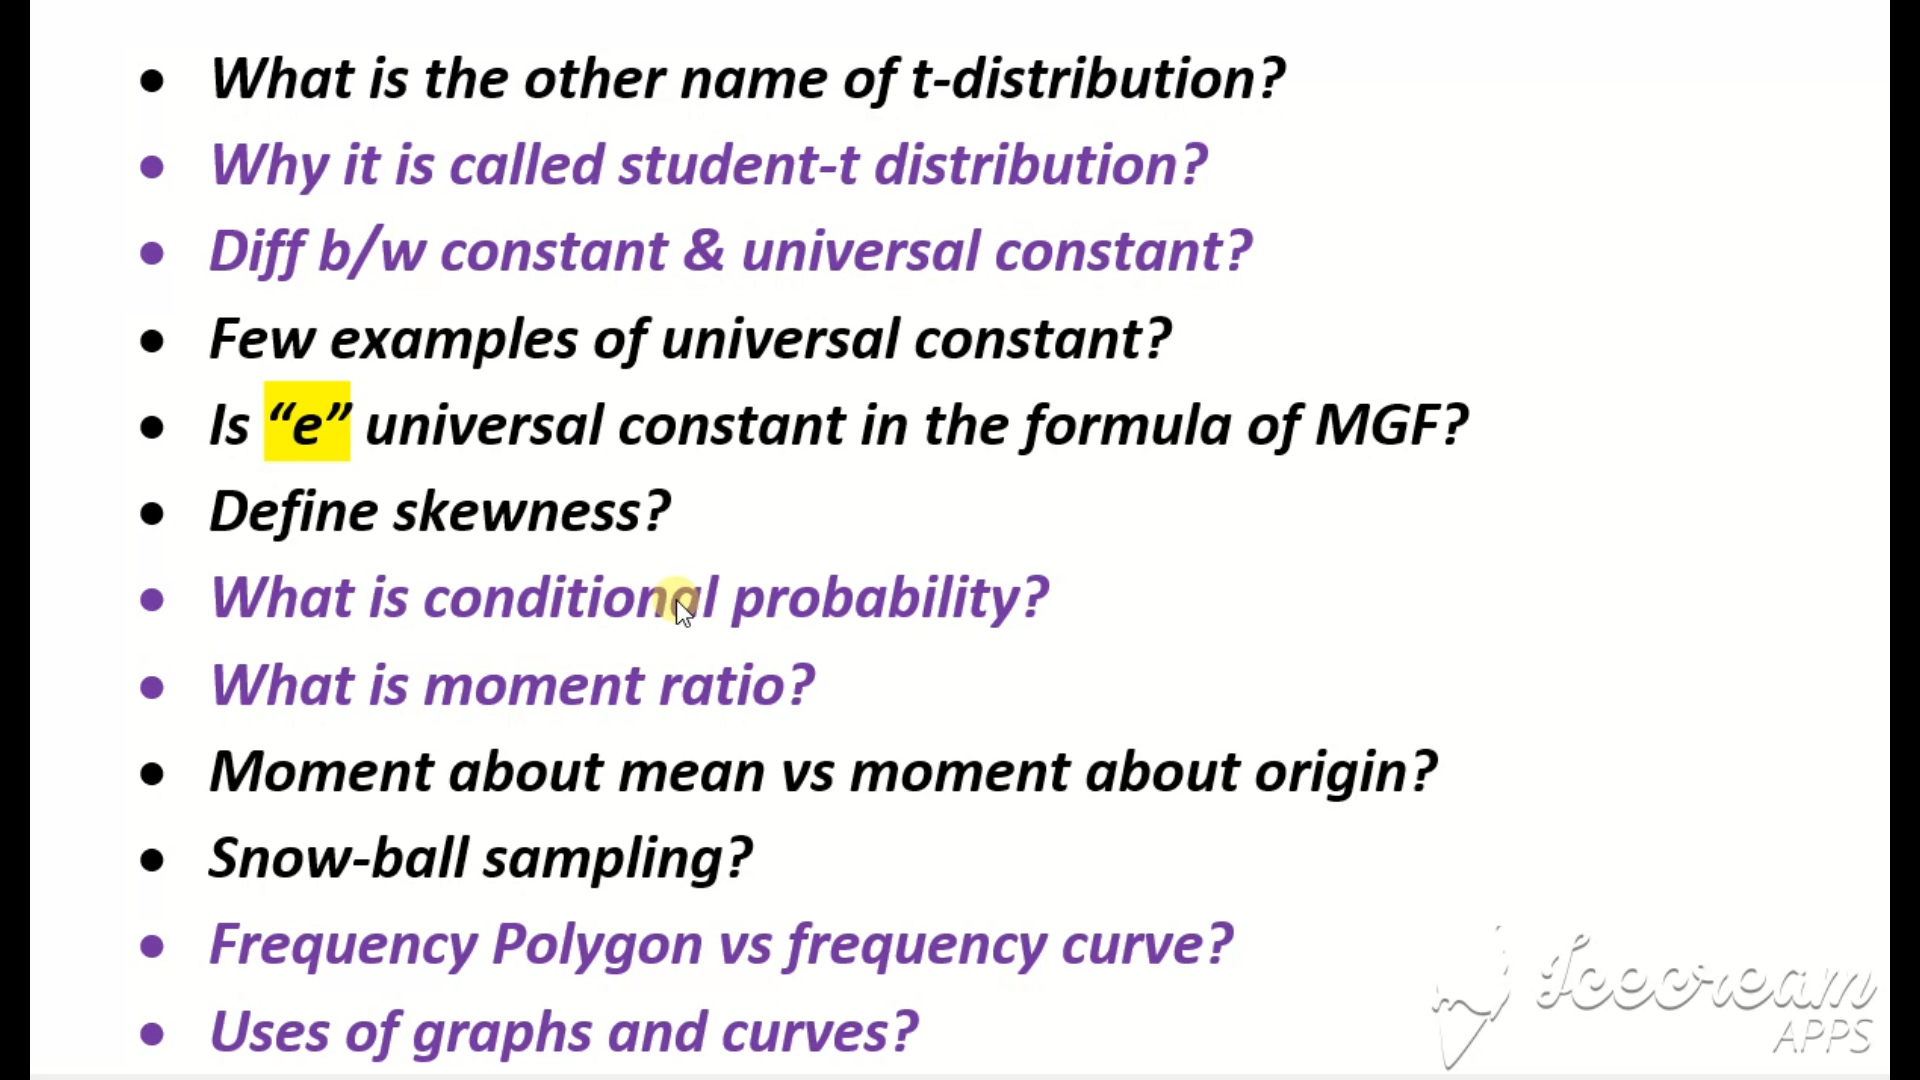 • What is the other name of t-distribution?
• Why it is called student-t distribution?
• Diff b/w constant & universal constant?
• Few examples of universal constant?
• Is “e” universal constant in the formula of MGF?
• Define skewness?
• What is conditional probability?
• What is moment ratio?
• Moment about mean vs moment about origin?
• Snow-ball sampling?
• Frequency Polygon vs frequency curve?
• Uses of graphs and curves?
Icecream
APPS